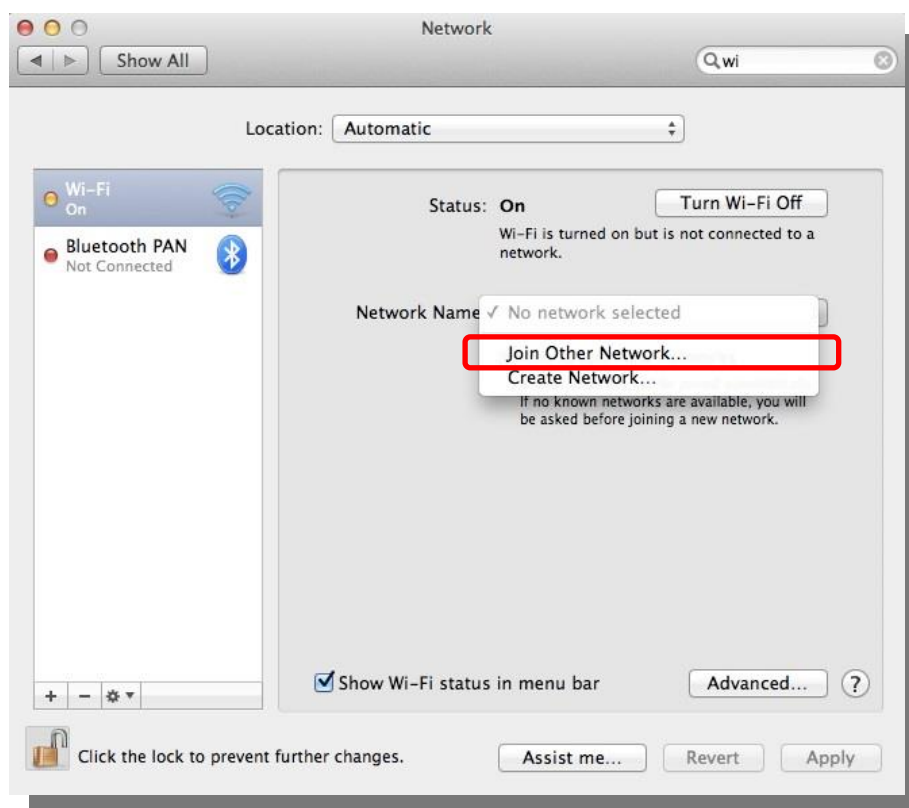 Network
Show All
wi
Location: Automatic
Wi-Fi
On
Bluetooth PAN
Not Connected
Status: On
Turn Wi-Fi Off
Wi-Fi is turned on but is not connected to a
network.
Network Name
✓ No network selected
Join Other Network...
Create Network...
If no known networks are available, you will
be asked before joining a new network.
Show Wi-Fi status in menu bar
Advanced...
?
Click the lock to prevent further changes.
Assist me...
Revert
Apply